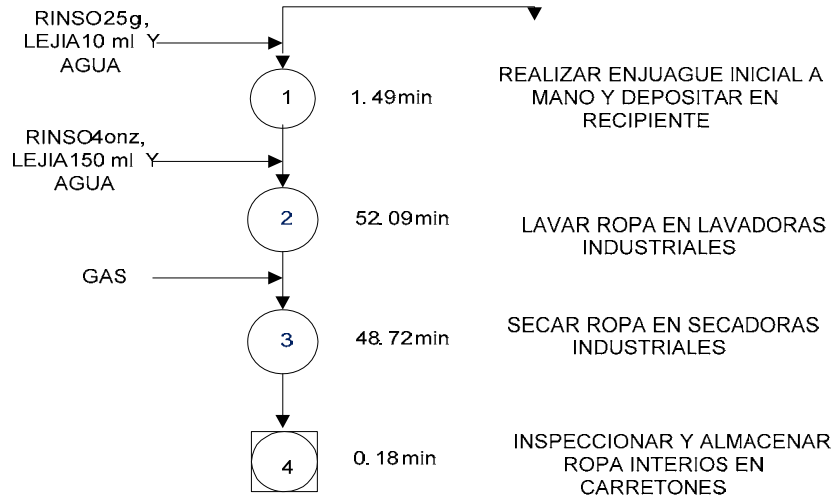 RINSO25g,
LEJIA10 ml Y
AGUA
1
1.49min
REALIZAR ENJUAGUE INICIAL A
MANO Y DEPOSITAR EN
RECIPIENTE
RINSO4onz,
LEJIA150 ml Y
AGUA
2
52.09min
LAVAR ROPA EN LAVADORAS
INDUSTRIALES
GAS
3
48.72min
SECAR ROPA EN SECADORAS
INDUSTRIALES
4
0.18min
INSPECCIONAR Y ALMACENAR
ROPA INTERIOS EN
CARRETONES